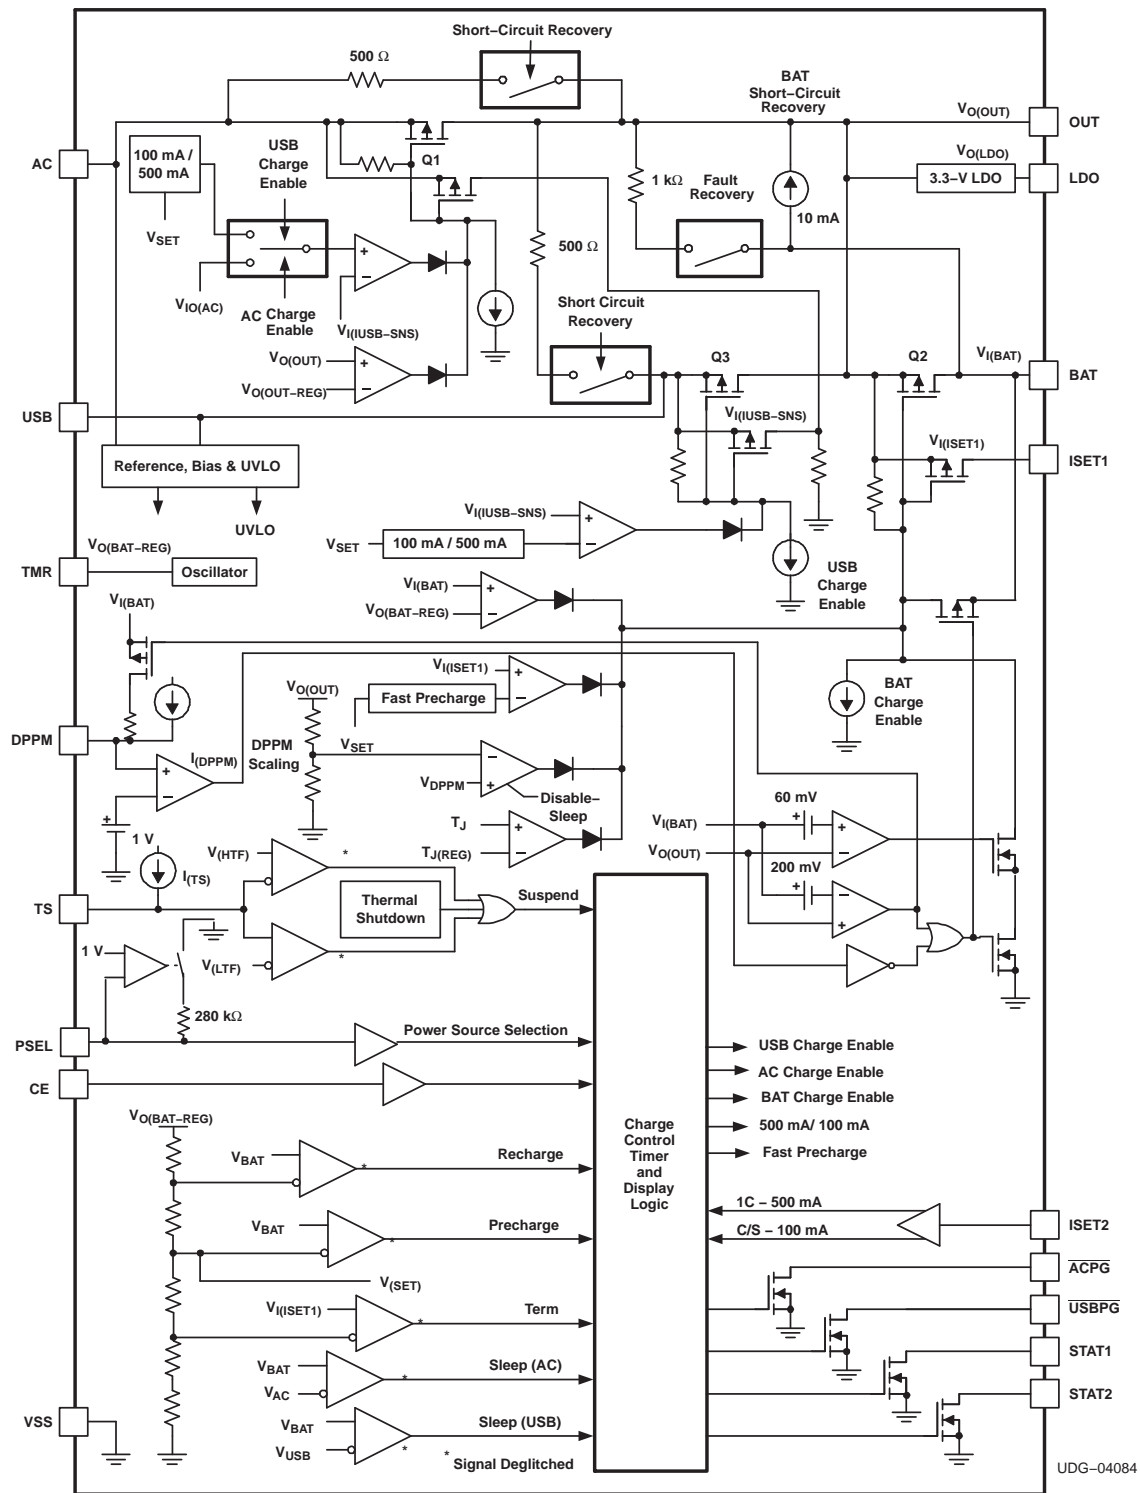 Short–Circuit Recovery
500 Ω
BAT
Short–Circuit
Recovery
VO(OUT)
OUT
AC
100 mA /
500 mA
USB
Charge
Enable
Q1
VO(LDO)
3.3–V LDO
LDO
1 kΩ
Fault
Recovery
10 mA
VSET
500 Ω
VIO(AC)
AC Charge
Enable
+
–
VI(IUSB–SNS)
Short Circuit
Recovery
VO(OUT)
VO(OUT–REG)
+
–
Q3
Q2
VI(BAT)
BAT
USB
VI(IUSB–SNS)
VI(ISET1)
ISET1
Reference, Bias & UVLO
UVLO
VI(IUSB–SNS)
+
–
VSET
100 mA / 500 mA
VO(BAT–REG)
TMR
Oscillator
USB
Charge
Enable
VI(BAT)
VO(BAT–REG)
+
–
VI(BAT)
VI(ISET1)
Fast Precharge
+
–
VO(OUT)
BAT
Charge
Enable
DPPM
I(DPPM)
DPPM
Scaling
VSET
VDPPM
–
+
Disable–
Sleep
+
–
+
1 V
TJ
TJ(REG)
+
–
60 mV
VI(BAT)
VO(OUT)
+
+
–
200 mV
+
–
+
I(TS)
V(HTF)
*
TS
Thermal
Shutdown
Suspend
1 V
V(LTF)
*
280 kΩ
PSEL
Power Source Selection
CE
USB Charge Enable
AC Charge Enable
BAT Charge Enable
500 mA/ 100 mA
Fast Precharge
Charge
Control
Timer
and
Display
Logic
VO(BAT–REG)
VBAT
*
Recharge
1C – 500 mA
C/S – 100 mA
ISET2
VBAT
*
Precharge
V(SET)
ACPG
VI(ISET1)
*
Term
USBPG
VBAT
VAC
*
Sleep (AC)
STAT1
STAT2
VSS
VBAT
VUSB
*
Sleep (USB)
* Signal Deglitched
UDG–04084